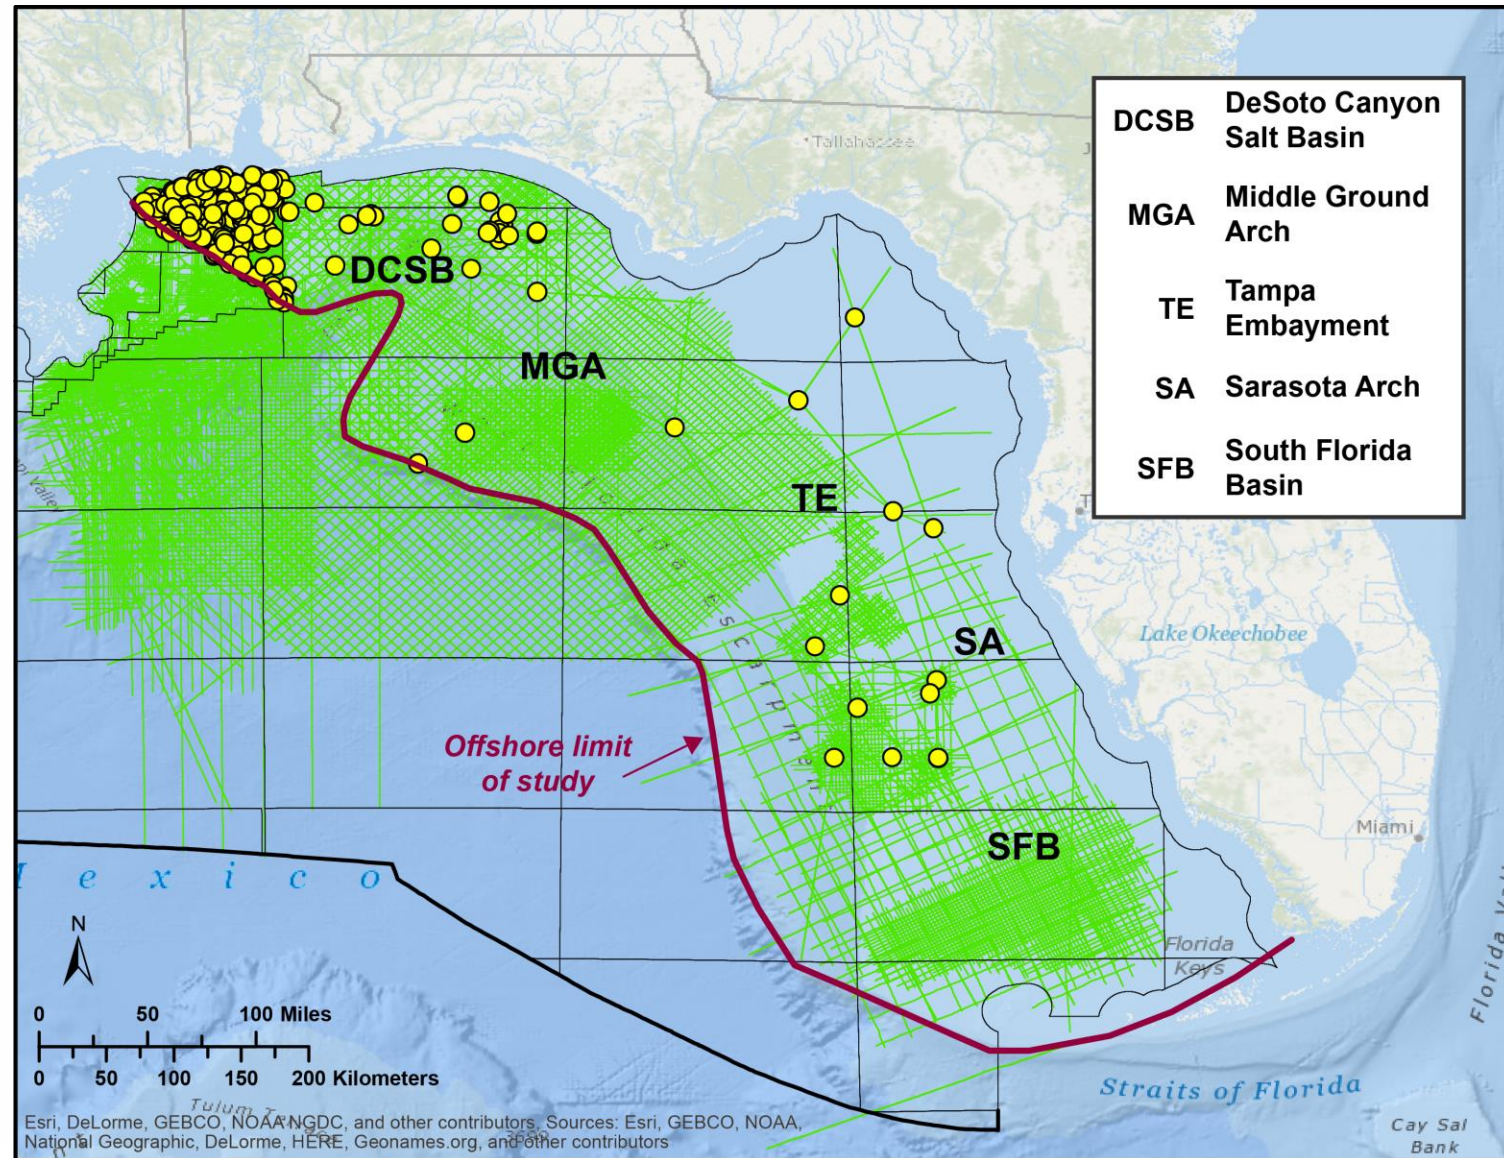 DCSB DeSoto Canyon
Salt Basin
MGA Middle Ground
Arch
TE Tampa
Embayment
SA Sarasota Arch
SFB South Florida
Basin
Tallahassee
DCSB
MGA
TE
SA
Lake Okeechobee
Escarpment
Offshore limit
of study
SFB
Miami
Mexico
N
Florida
Keys
0 50 100 Miles
0 50 100 150 200 Kilometers
Straits of Florida
Cay Sal
Bank
Esri, DeLorme, GEBCO, NOAA NGDC, and other contributors, Sources: Esri, GEBCO, NOAA,
National Geographic, DeLorme, HERE, Geonames.org, and other contributors